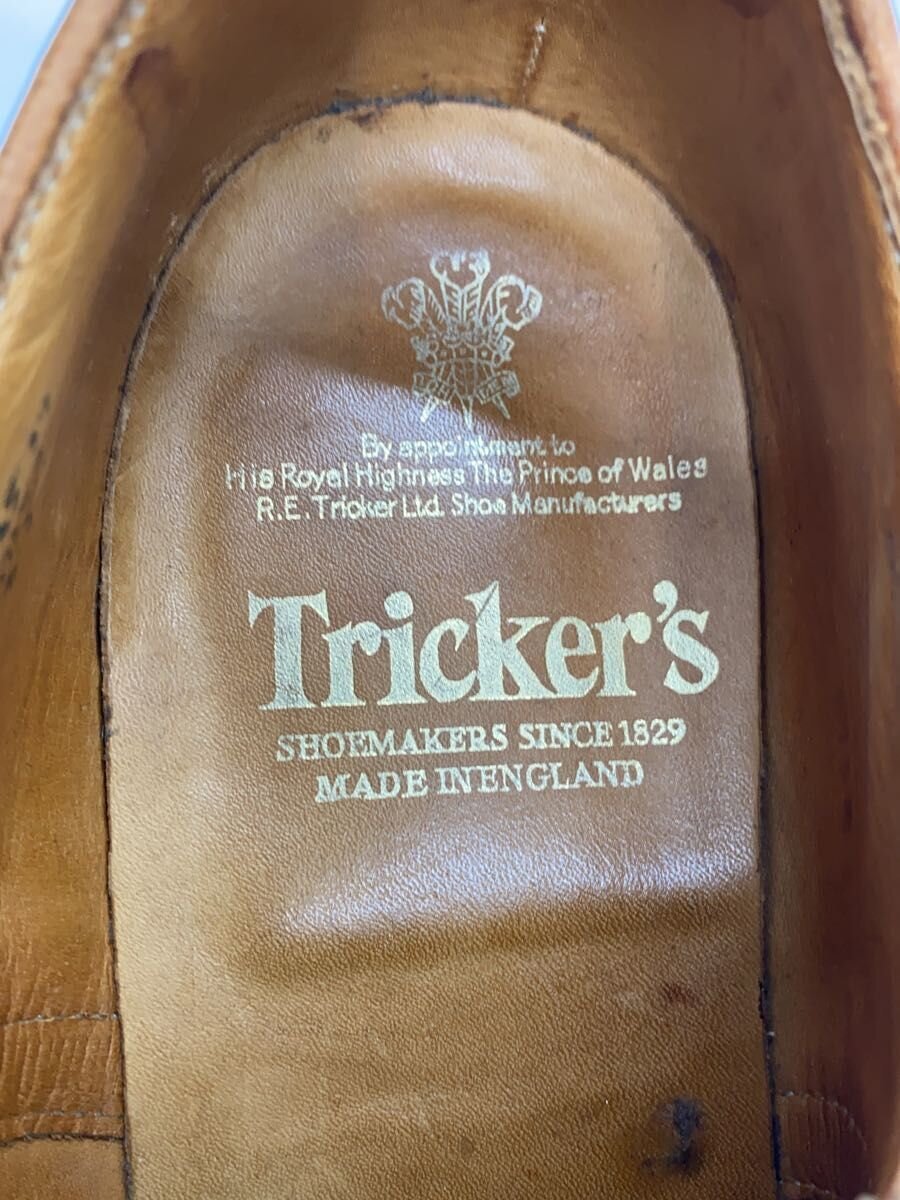 By appointment to
His Royal Highness The Prince of Wales
R.E. Tricker Ltd. Shoe Manufacturers
Tricker's
SHOEMAKERS SINCE 1829
MADE IN ENGLAND